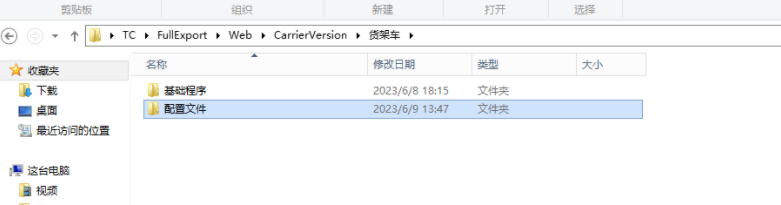 剪贴板 组织 新建 打开 选择
TC FullExport Web CarrierVersion 货架车
名称 修改日期 类型 大小
收藏夹
基础程序 2023/6/8 18:15 文件夹
下载
配置文件 2023/6/9 13:47 文件夹
桌面
最近访问的位置
这台电脑
视频